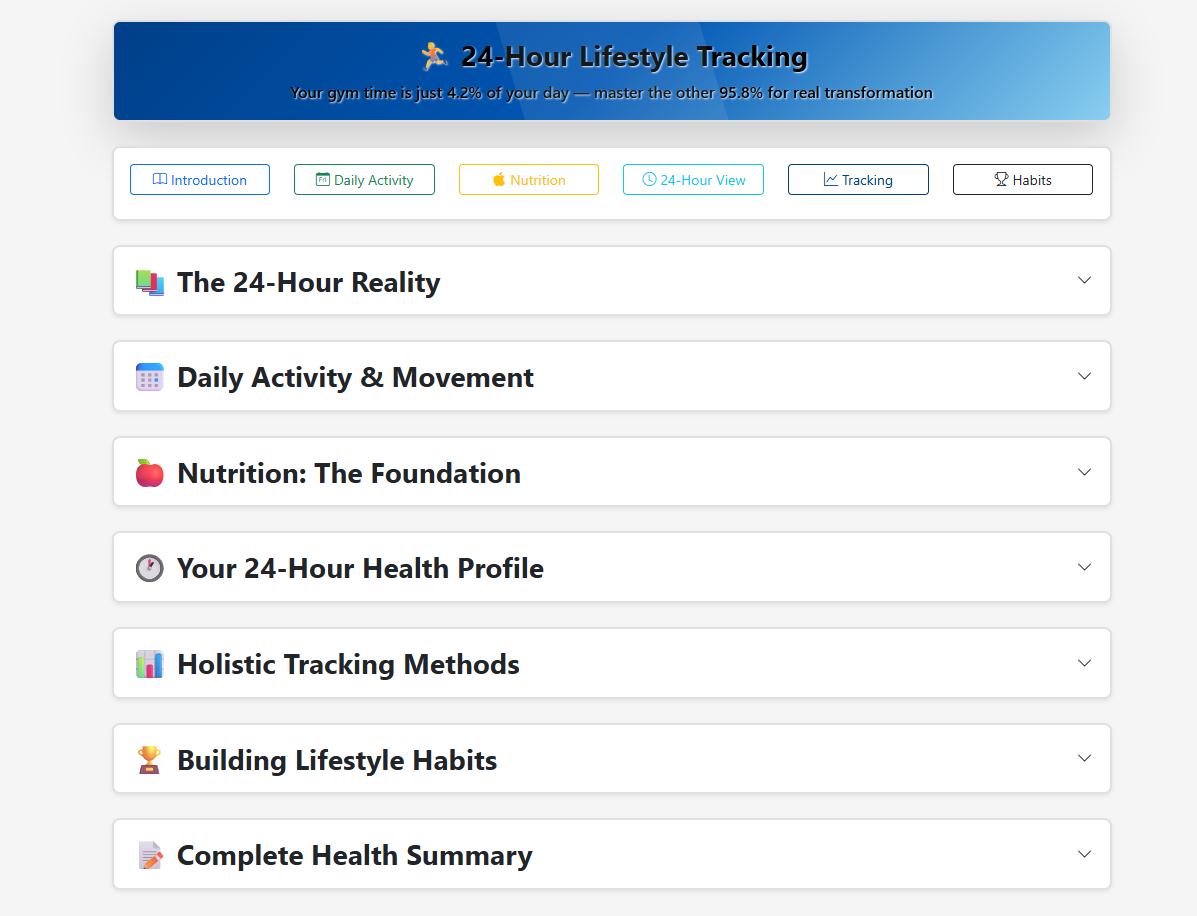 24-Hour Lifestyle Tracking
Your gym time is just 4.2% of your day — master the other 95.8% for real transformation
Introduction
Daily Activity
Nutrition
24-Hour View
Tracking
Habits
The 24-Hour Reality
Daily Activity & Movement
Nutrition: The Foundation
Your 24-Hour Health Profile
Holistic Tracking Methods
Building Lifestyle Habits
Complete Health Summary